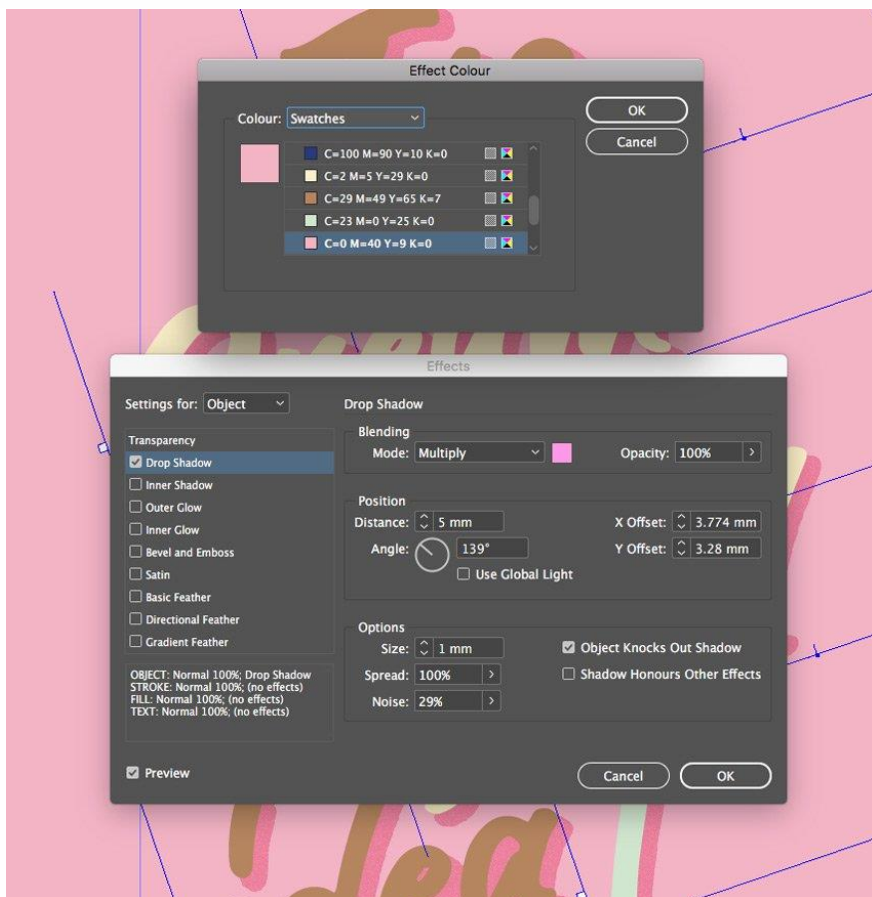 Effect Colour
Colour: Swatches
OK
Cancel
C=100 M=90 Y=10 K=0
C=2 M=5 Y=29 K=0
C=29 M=49 Y=65 K=7
C=23 M=0 Y=25 K=0
C=0 M=40 Y=9 K=0
Effects
Settings for: Object
Transparency
Drop Shadow
Inner Shadow
Outer Glow
Inner Glow
Bevel and Emboss
Satin
Basic Feather
Directional Feather
Gradient Feather
OBJECT: Normal 100%; Drop Shadow
STROKE: Normal 100%; (no effects)
FILL: Normal 100%; (no effects)
TEXT: Normal 100%; (no effects)
Preview
Drop Shadow
Blending
Mode: Multiply Opacity: 100%
Position
Distance: 5 mm X Offset: 3.774 mm
Angle: 139° Y Offset: 3.28 mm
Use Global Light
Options
Size: 1 mm Object Knocks Out Shadow
Spread: 100% Shadow Honours Other Effects
Noise: 29%
Cancel OK